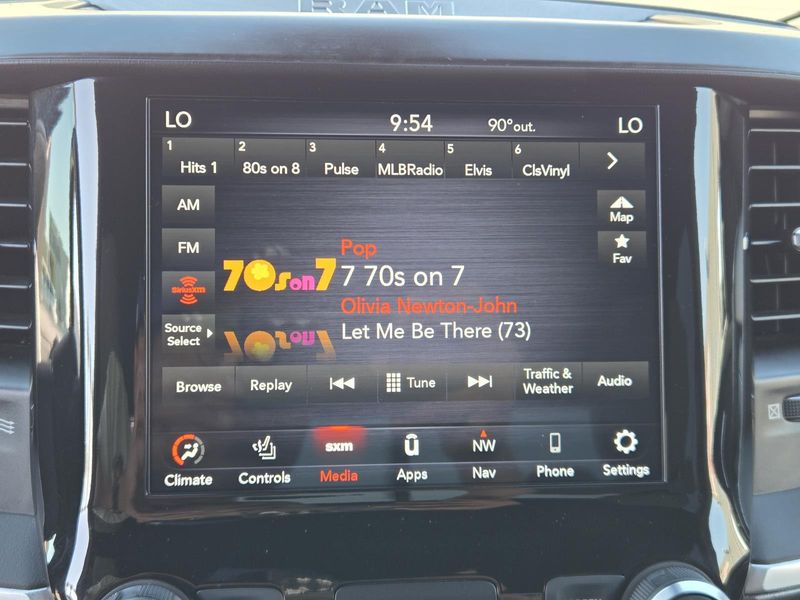 RAM
LO 9:54 90°out. LO
1 Hits 1 2 80s on 8 3 Pulse 4 MLBRadio 5 Elvis 6 ClsVinyl
AM
Map
FM
Fav
Pop
70s on 7 7 70s on 7
SiriusXM
Olivia Newton-John
Let Me Be There (73)
Source
Select
Browse Replay Tune Traffic &
Weather Audio
sxm NW
Climate Controls Media Apps Nav Phone Settings